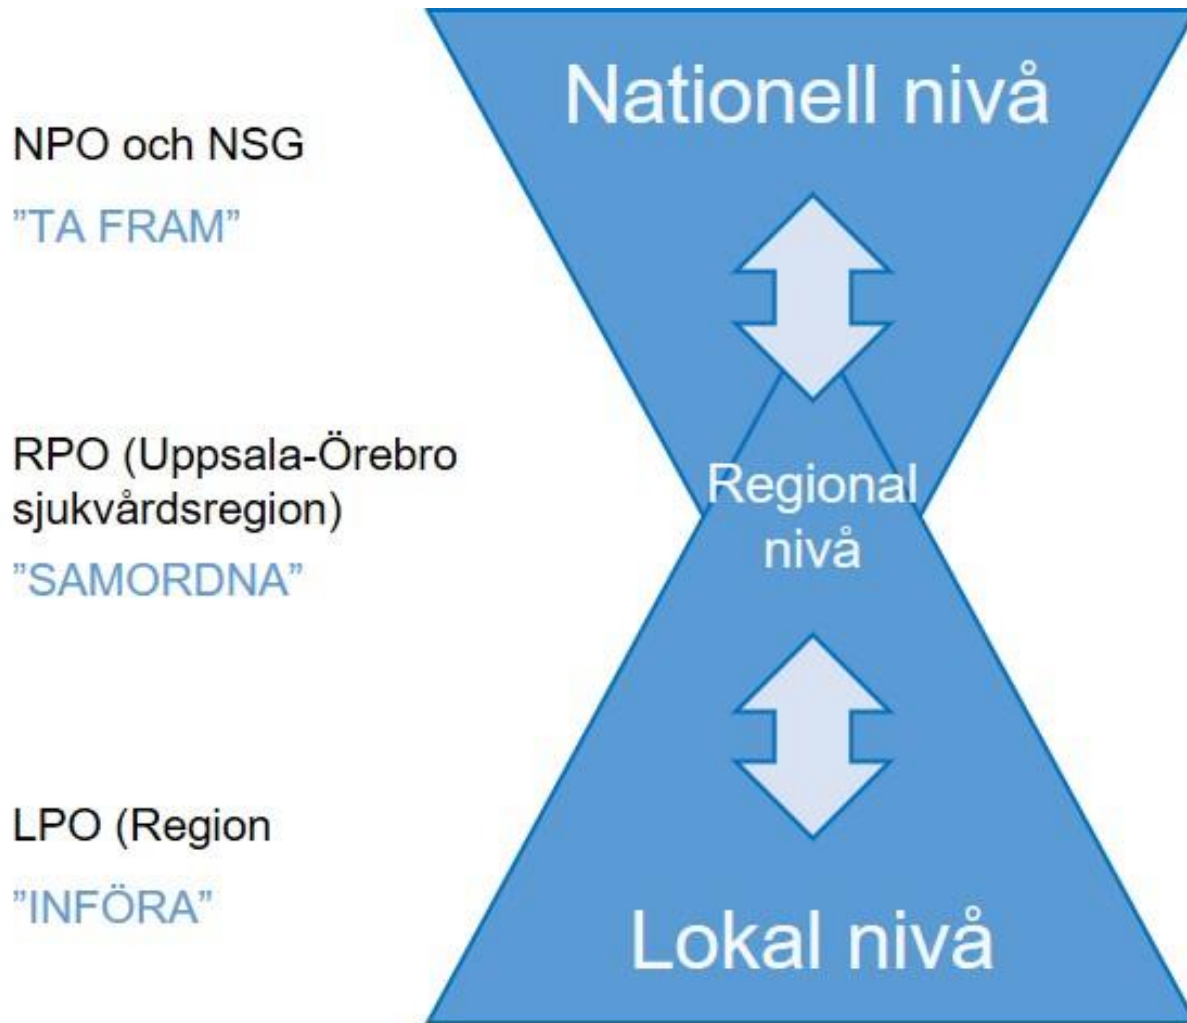 Nationell nivå
NPO och NSG
”TA FRAM”
RPO (Uppsala-Örebro
sjukvårdsregion)
”SAMORDNA”
Regional
nivå
LPO (Region
”INFÖRA”
Lokal nivå